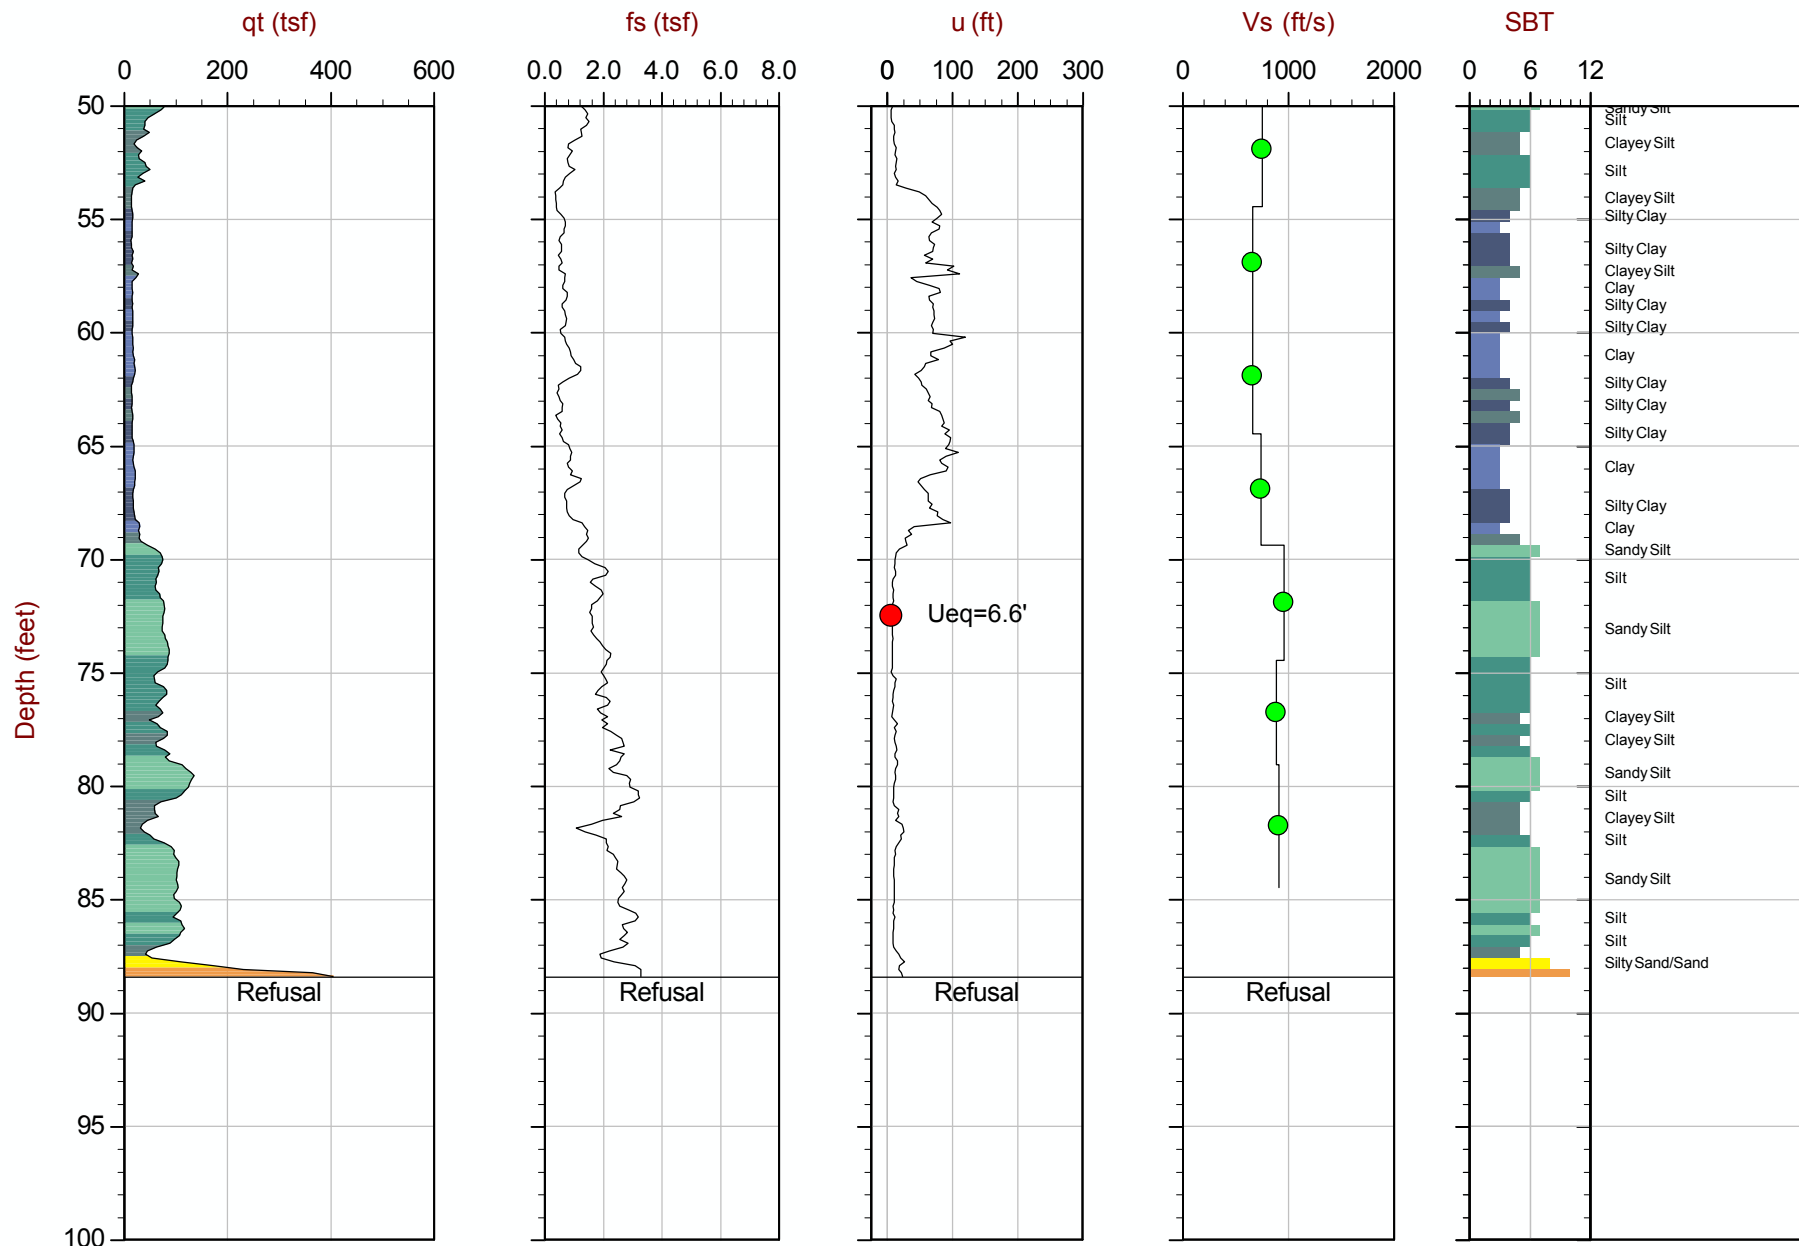 qt (tsf) fs (tsf) u (ft) Vs (ft/s) SBT
0 200 400 600 0.0 2.0 4.0 6.0 8.0 0 100 200 300 0 1000 2000 0 6 12
50
Sandy Silt
Silt
Clayey Silt
Silt
Clayey Silt
55
Silty Clay
Silty Clay
Clayey Silt
Clay
Silty Clay
60
Silty Clay
Clay
Silty Clay
Silty Clay
Silty Clay
65
Clay
Silty Clay
Clay
70
Sandy Silt
Silt
Ueq=6.6'
Sandy Silt
Depth (feet)
75
Silt
Clayey Silt
Clayey Silt
Sandy Silt
80
Silt
Clayey Silt
Silt
Sandy Silt
85
Silt
Silt
Silty Sand/Sand
Refusal Refusal Refusal Refusal
90
95
100